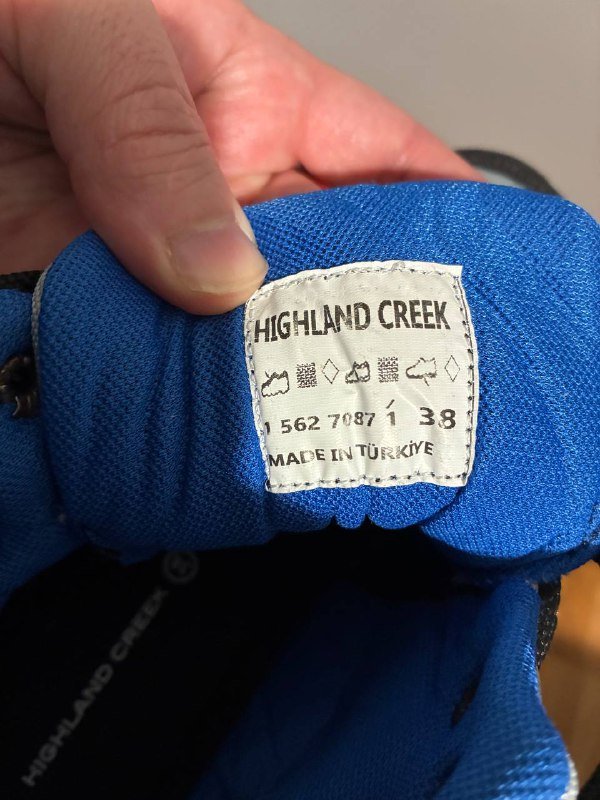 HIGHLAND CREEK
1 562 7087 1 38
MADE IN TÜRKİYE
HIGHLAND CREEK